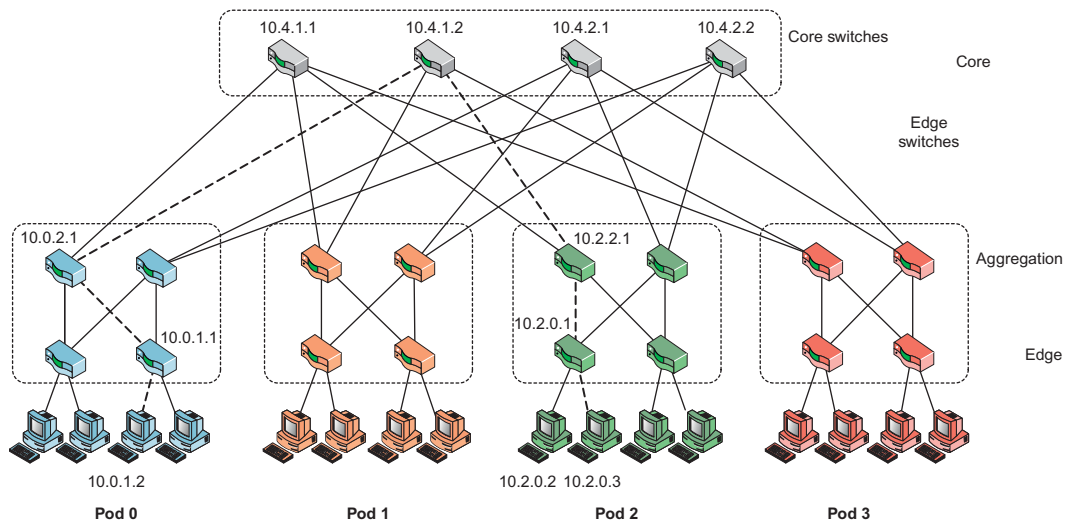 10.4.1.1
10.4.1.2
10.4.2.1
10.4.2.2
Core switches
Core
Edge
switches
10.0.2.1
10.2.2.1
Aggregation
10.0.1.1
10.2.0.1
Edge
10.0.1.2
10.2.0.2
10.2.0.3
Pod 0
Pod 1
Pod 2
Pod 3